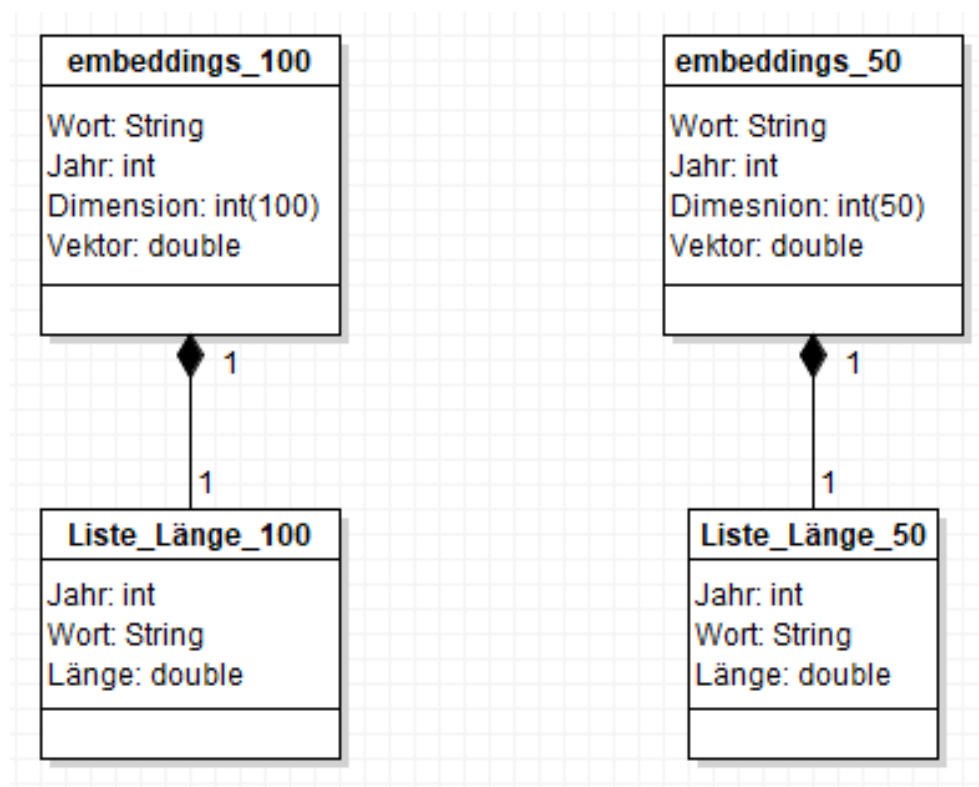 embeddings_100
Wort: String
Jahr: int
Dimension: int(100)
Vektor: double
1
1
Liste_Länge_100
Jahr: int
Wort: String
Länge: double
embeddings_50
Wort: String
Jahr: int
Dimesnion: int(50)
Vektor: double
1
1
Liste_Länge_50
Jahr: int
Wort: String
Länge: double